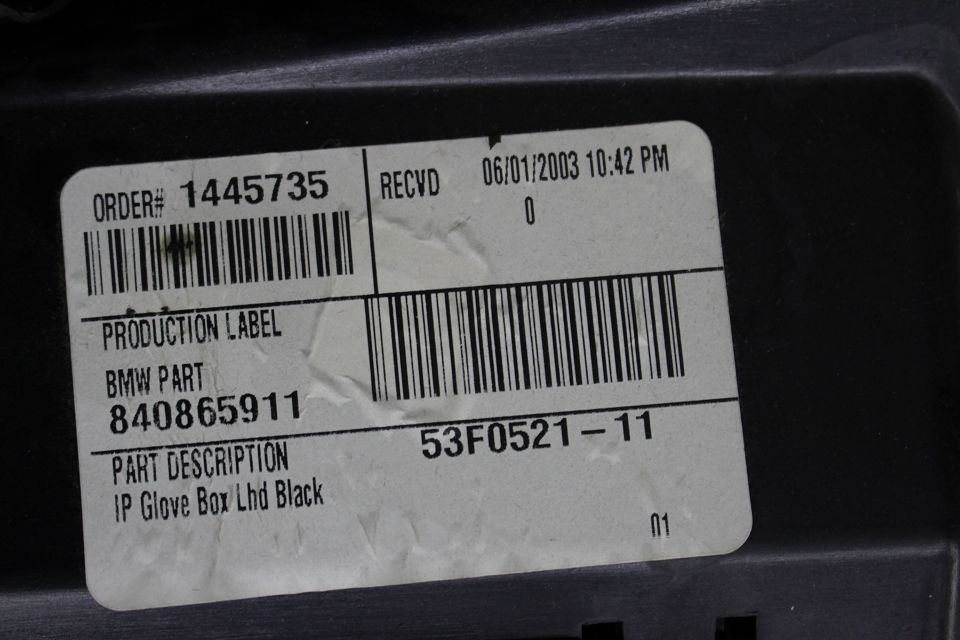 ORDER# 1445735
RECVD 06/01/2003 10:42 PM
0
PRODUCTION LABEL
BMW PART
840865911
53F0521-11
PART DESCRIPTION
IP Glove Box Lhd Black
01